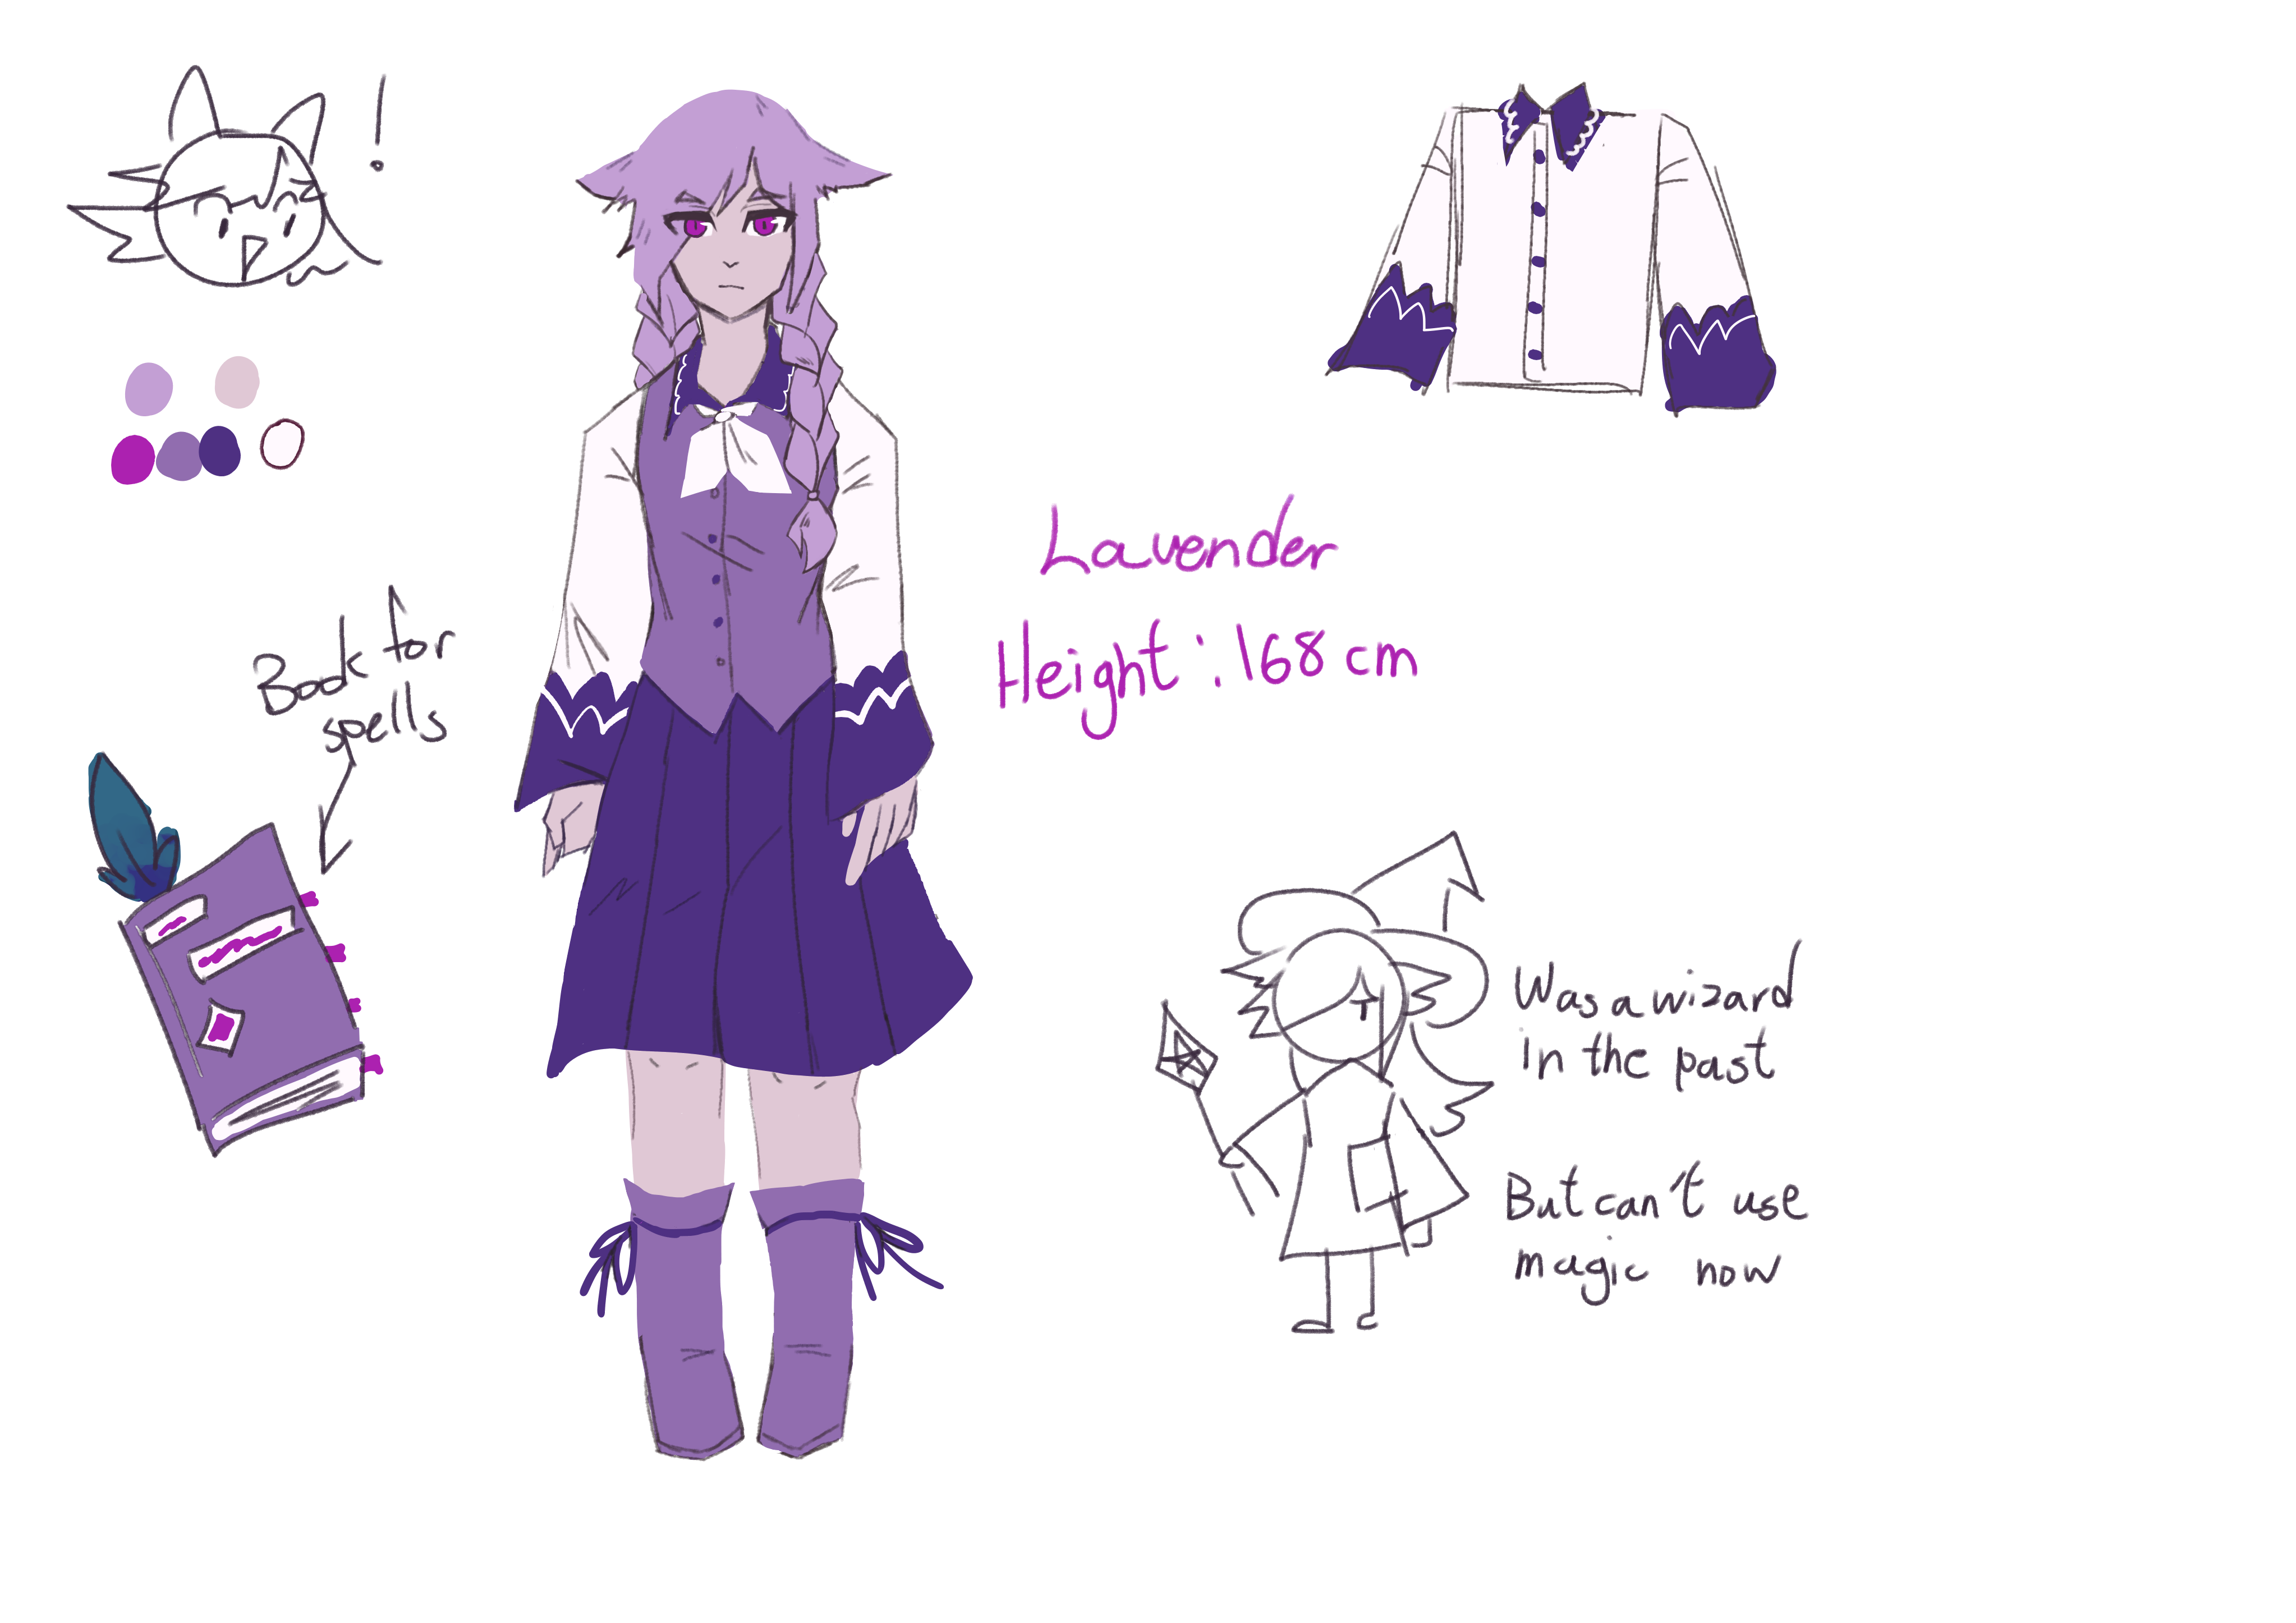 !
Lavender
Height: 168 cm
Book for
spells
Was a wizard
in the past
But can't use
magic now